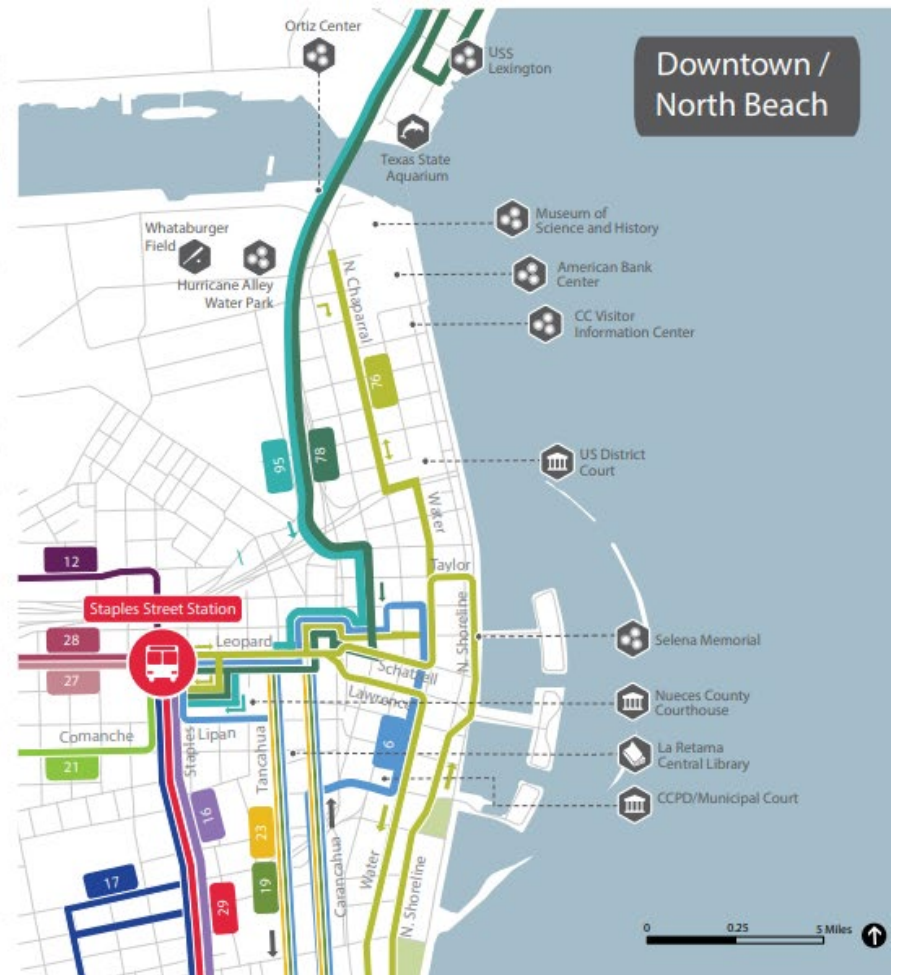 Ortiz Center
USS
Lexington
Downtown /
North Beach
Texas State
Aquarium
Museum of
Science and History
Whataburger
Field
Hurricane Alley
Water Park
N. Chaparral
American Bank
Center
CC Visitor
Information Center
76
95
78
US District
Court
Water
12
Taylor
Staples Street Station
28
Leopard
N. Shoreline
Selena Memorial
27
Schatzell
Lawrence
Nueces County
Courthouse
Comanche
Staples
Lipan
Tancahua
6
La Retama
Central Library
21
CCPD/Municipal Court
16
23
Carancahua
Water
N. Shoreline
17
29
19
0
0.25
5 Miles